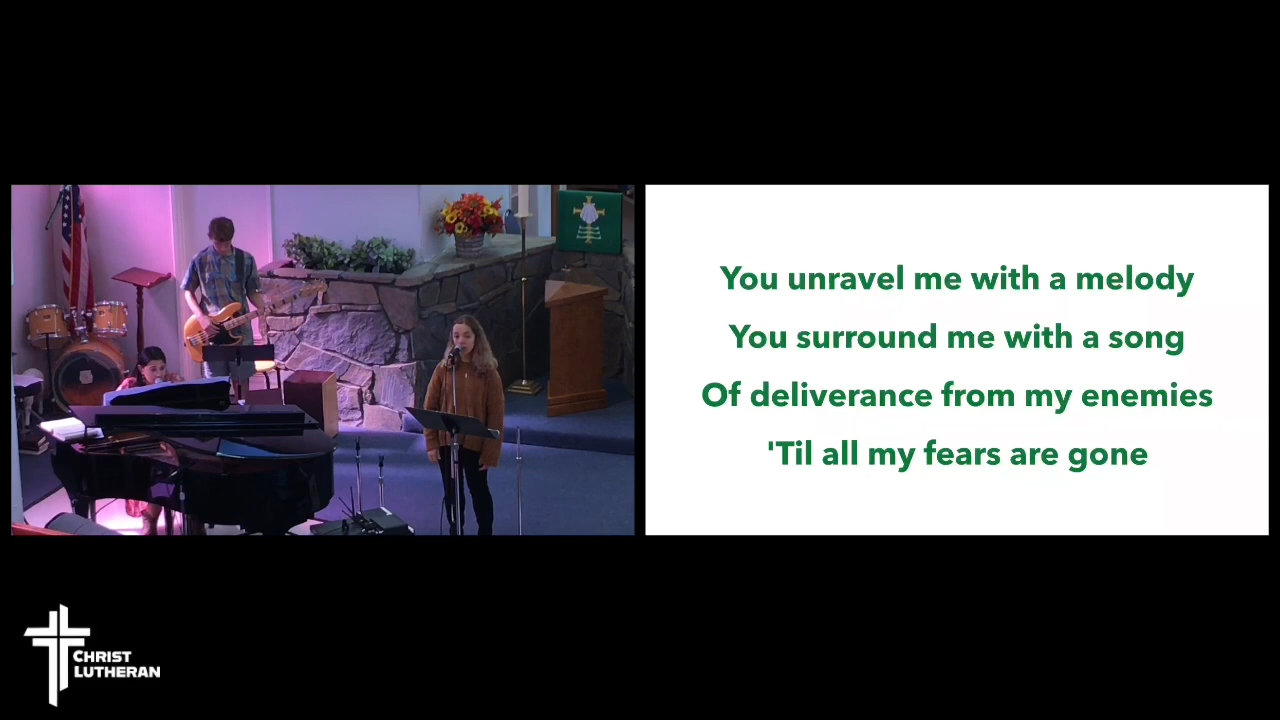 You unravel me with a melody
You surround me with a song
Of deliverance from my enemies
'Til all my fears are gone
CHRIST
LUTHERAN